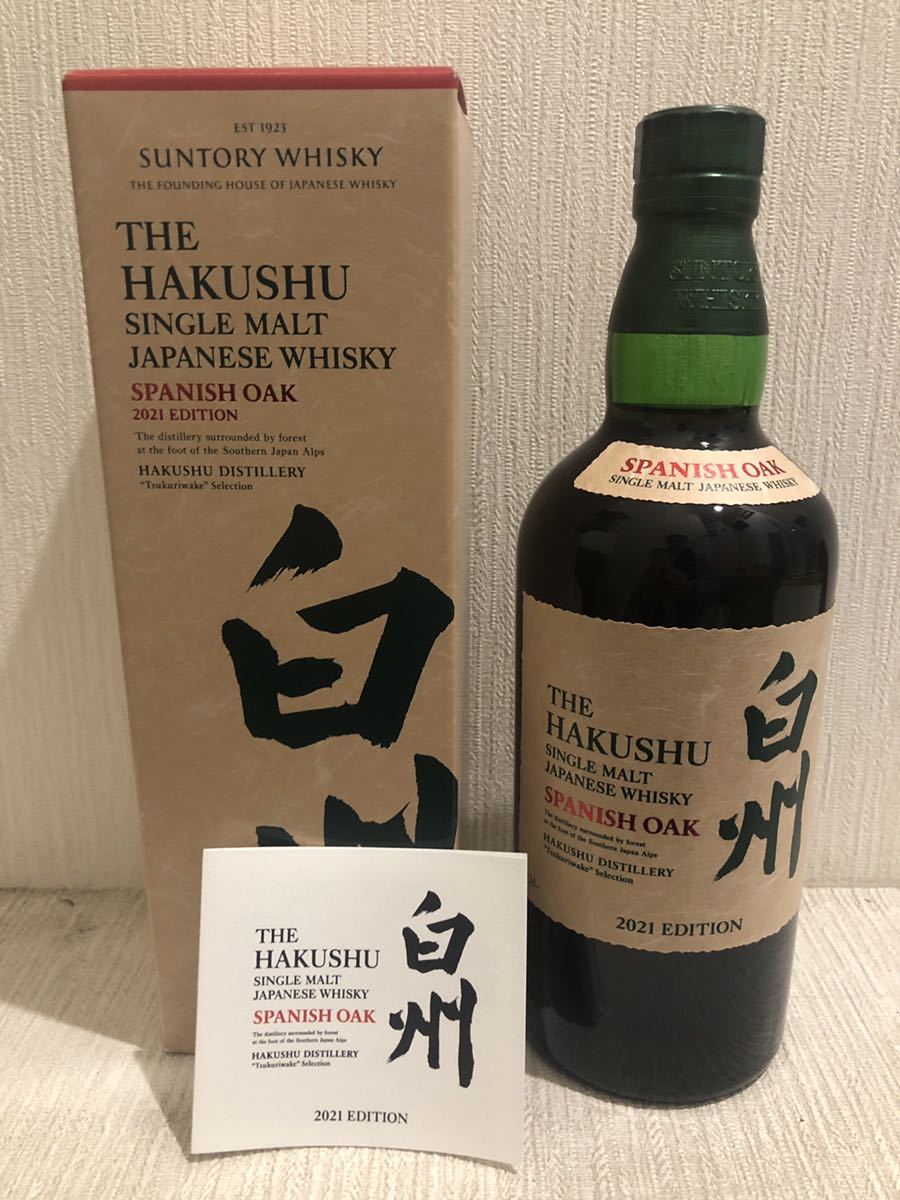 EST 1923
SUNTORY WHISKY
THE FOUNDING HOUSE OF JAPANESE WHISKY
THE
HAKUSHU
SINGLE MALT
JAPANESE WHISKY
SPANISH OAK
2021 EDITION
The distillery surrounded by forest
at the foot of the Southern Japan Alps
HAKUSHU DISTILLERY
"Tsukuriwake" Selection
白州
SUNTORY
WHISKY
SPANISH OAK
SINGLE MALT JAPANESE WHISKY
THE
HAKUSHU
SINGLE MALT
JAPANESE WHISKY
SPANISH OAK
The distillery surrounded by forest
at the foot of the Southern Japan Alps
HAKUSHU DISTILLERY
"Tsukuriwake" Selection
白州
2021 EDITION
THE
HAKUSHU
SINGLE MALT
JAPANESE WHISKY
SPANISH OAK
The distillery surrounded by forest
at the foot of the Southern Japan Alps
HAKUSHU DISTILLERY
"Tsukuriwake" Selection
白州
2021 EDITION